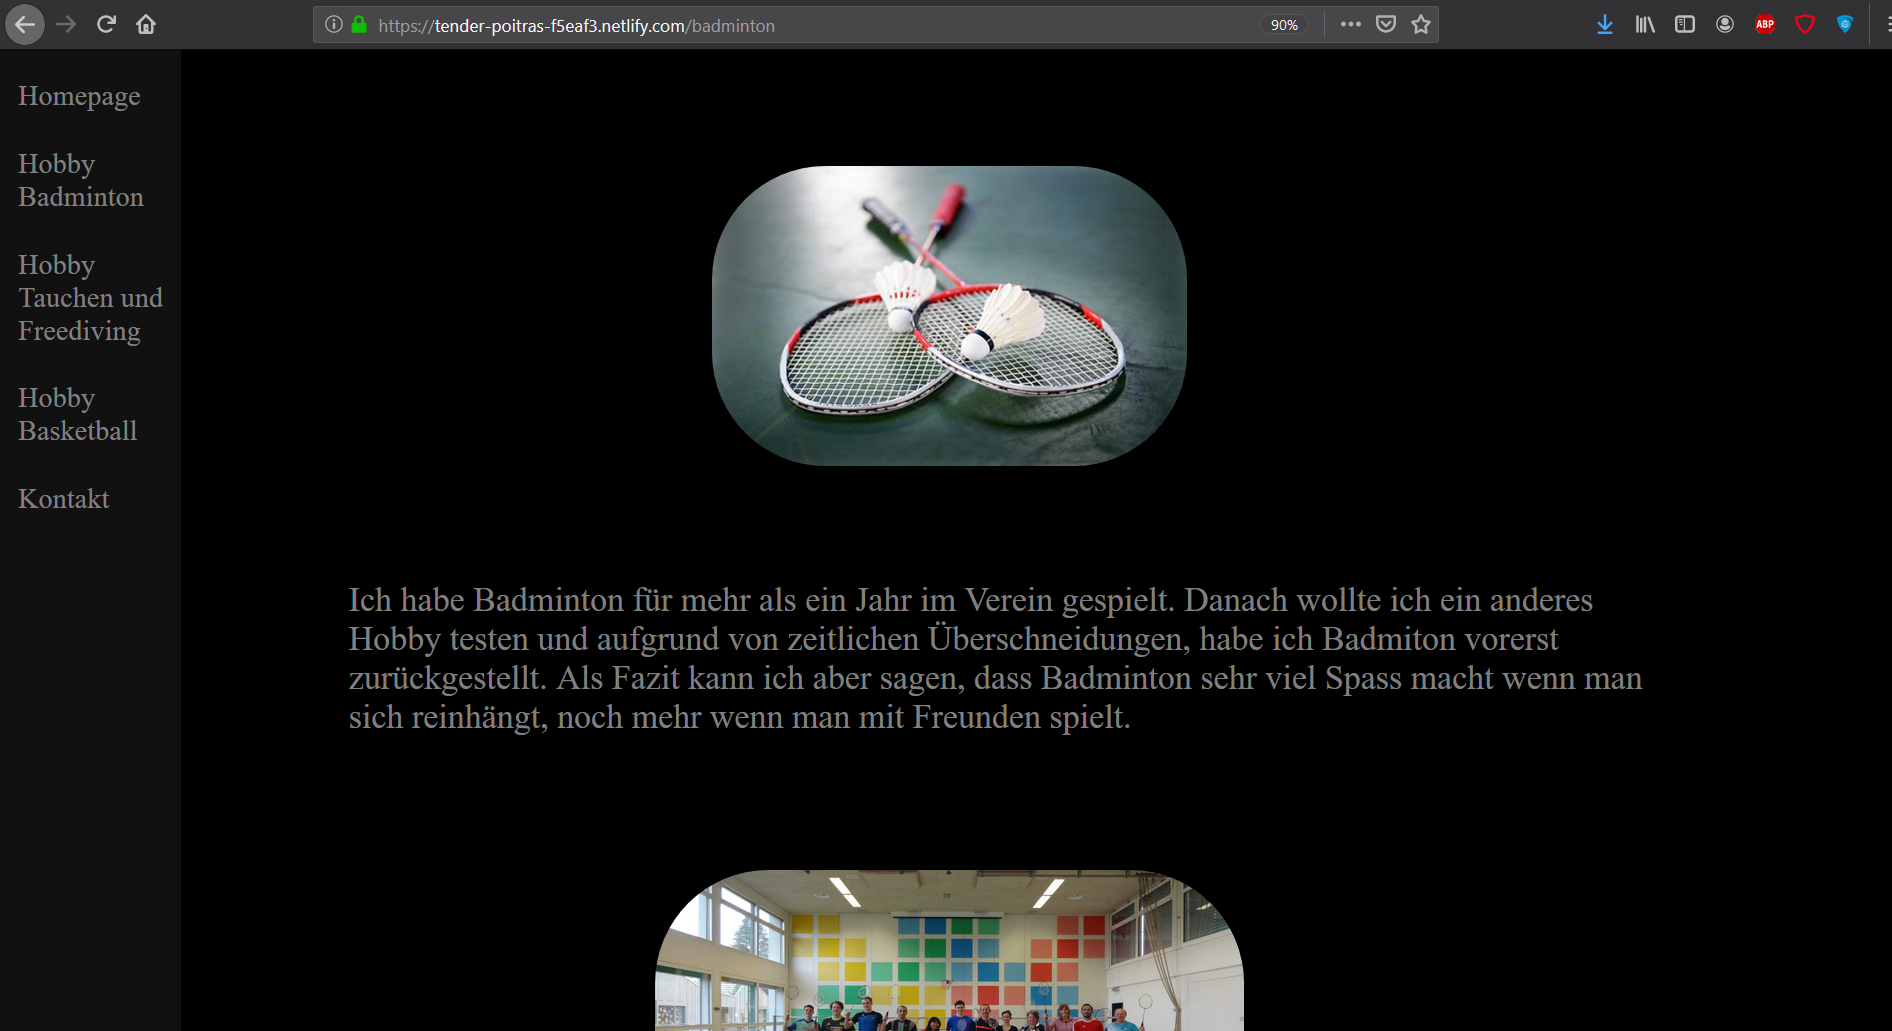 https://tender-poitras-f5eaf3.netlify.com/badminton
90%
ABP
Homepage
Hobby
Badminton
Hobby
Tauchen und
Freediving
Hobby
Basketball
Kontakt
Ich habe Badminton für mehr als ein Jahr im Verein gespielt. Danach wollte ich ein anderes
Hobby testen und aufgrund von zeitlichen Überschneidungen, habe ich Badmiton vorerst
zurückgestellt. Als Fazit kann ich aber sagen, dass Badminton sehr viel Spass macht wenn man
sich reinhängt, noch mehr wenn man mit Freunden spielt.